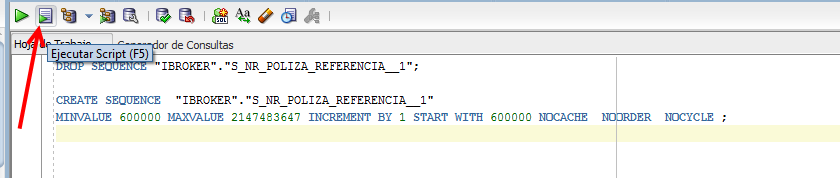 Hoja de Trabajo Generador de Consultas
Ejecutar Script (F5)
DROP SEQUENCE "IBROKER"."S_NR_POLIZA_REFERENCIA__1";
CREATE SEQUENCE  "IBROKER"."S_NR_POLIZA_REFERENCIA__1"
MINVALUE 600000 MAXVALUE 2147483647 INCREMENT BY 1 START WITH 600000 NOCACHE  NOORDER  NOCYCLE ;